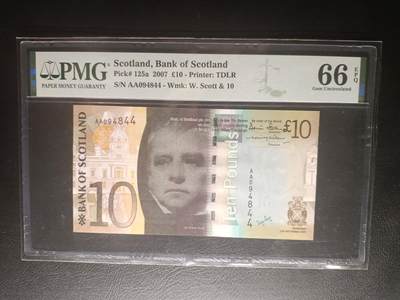 PMG
PAPER MONEY GUARANTY
Scotland, Bank of Scotland
Pick# 125a 2007 £10 - Printer: TDLR
S/N AA094844 - Wmk: W. Scott & 10
66 EPQ
Gem Uncirculated
AA094844
£10
BANK OF SCOTLAND
10
Ten Pounds
AA094844